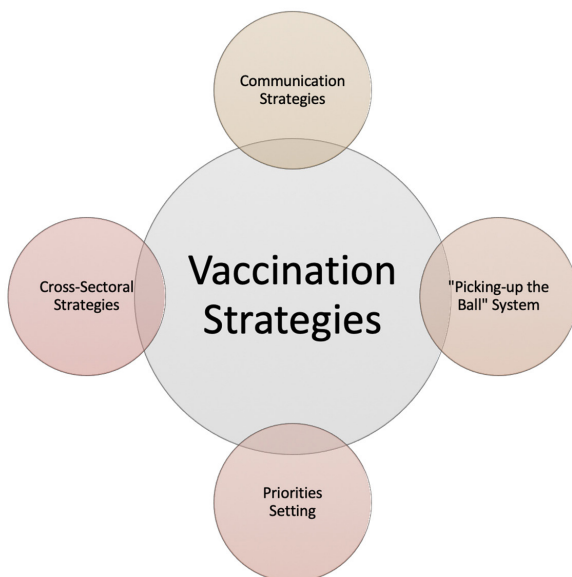 Communication
Strategies
Vaccination
Strategies
Cross-Sectoral
Strategies
"Picking-up the
Ball" System
Priorities
Setting